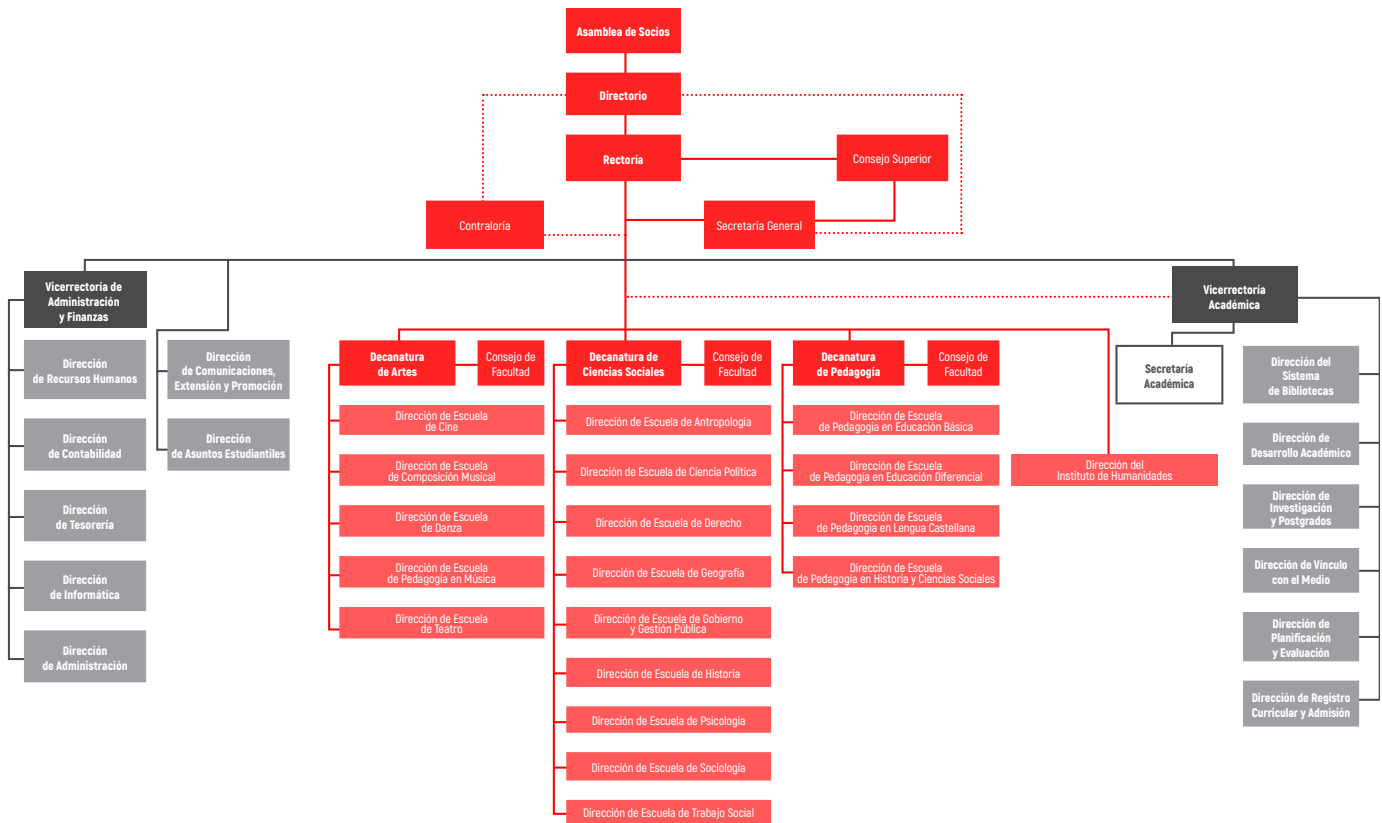 Asamblea de Socios
Directorio
Rectoría
Consejo Superior
Contraloría
Secretaría General
Vicerrectoría de
Administración
y Finanzas
Vicerrectoría
Académica
Dirección
de Recursos Humanos
Dirección
de Contabilidad
Dirección
de Tesorería
Dirección
de Informática
Dirección
de Administración
Dirección
de Comunicaciones,
Extensión y Promoción
Dirección
de Asuntos Estudiantiles
Decanatura
de Artes
Consejo de
Facultad
Dirección de Escuela
de Cine
Dirección de Escuela
de Composición Musical
Dirección de Escuela
de Danza
Dirección de Escuela
de Pedagogía en Música
Dirección de Escuela
de Teatro
Decanatura de
Ciencias Sociales
Consejo de
Facultad
Dirección de Escuela de Antropología
Dirección de Escuela de Ciencia Política
Dirección de Escuela de Derecho
Dirección de Escuela de Geografía
Dirección de Escuela de Gobierno
y Gestión Pública
Dirección de Escuela de Historia
Dirección de Escuela de Psicología
Dirección de Escuela de Sociología
Dirección de Escuela de Trabajo Social
Decanatura
de Pedagogía
Consejo de
Facultad
Dirección de Escuela
de Pedagogía en Educación Básica
Dirección de Escuela
de Pedagogía en Educación Diferencial
Dirección de Escuela
de Pedagogía en Lengua Castellana
Dirección de Escuela
de Pedagogía en Historia y Ciencias Sociales
Dirección del
Instituto de Humanidades
Secretaría
Académica
Dirección del
Sistema
de Bibliotecas
Dirección de
Desarrollo Académico
Dirección de
Investigación
y Postgrados
Dirección de Vínculo
con el Medio
Dirección de
Planificación
y Evaluación
Dirección de Registro
Curricular y Admisión